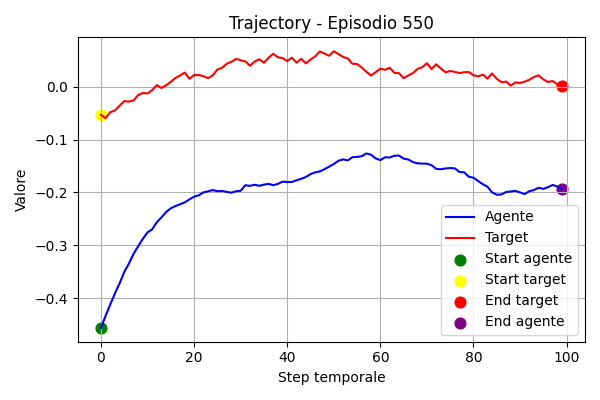 Trajectory - Episodio 550
Valore
0.0
−0.1
−0.2
−0.3
−0.4
0
20
40
60
80
100
Step temporale
Agente
Target
Start agente
Start target
End target
End agente